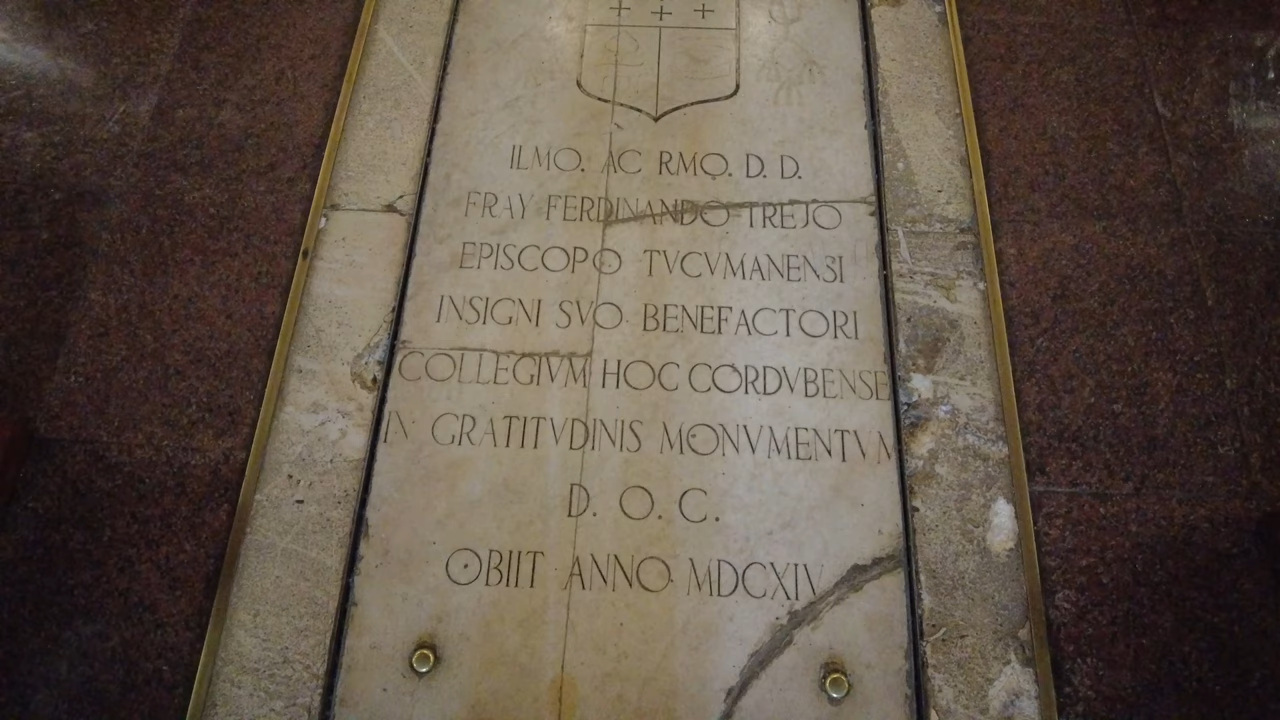 ILMO. AC RMO. D. D.
FRAY FERDINANDO TREJO
EPISCOPO TVCVMANENSI
INSIGNI SVO BENEFACTORI
COLLEGIVM HOC CORDVBENSE
IN GRATITVDINIS MONVMENTVM
D. O. C.
OBIIT ANNO MDCXIV